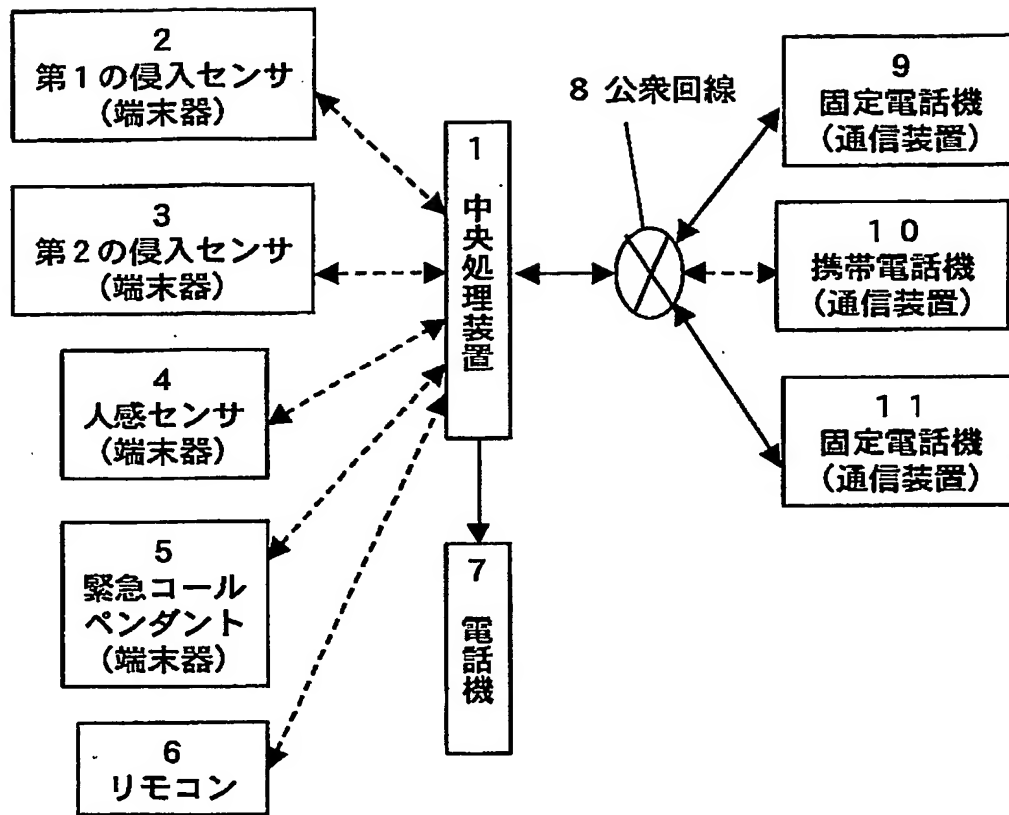 2
第1の侵入センサ
(端末器)
3
第2の侵入センサ
(端末器)
4
人感センサ
(端末器)
5
緊急コール
ペンダント
(端末器)
6
リモコン
1
中央処理装置
7
電話機
8 公衆回線
9
固定電話機
(通信装置)
10
携帯電話機
(通信装置)
11
固定電話機
(通信装置)